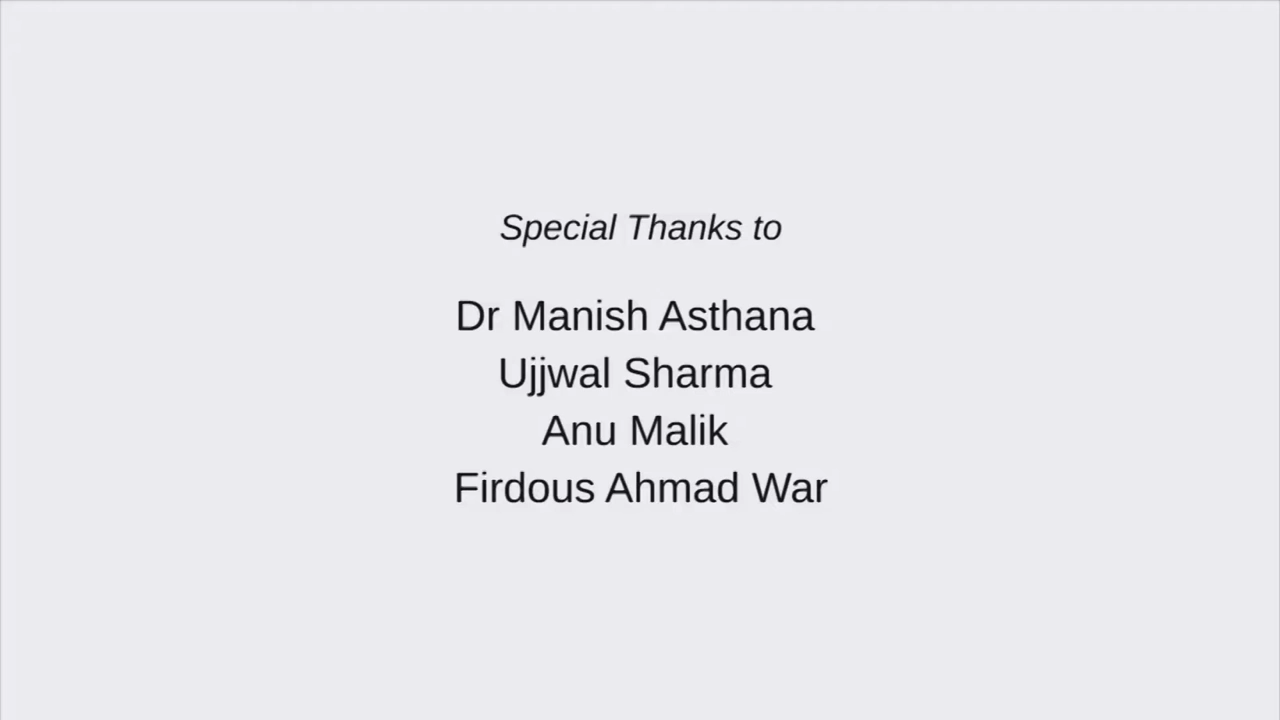 Special Thanks to
Dr Manish Asthana
Ujjwal Sharma
Anu Malik
Firdous Ahmad War